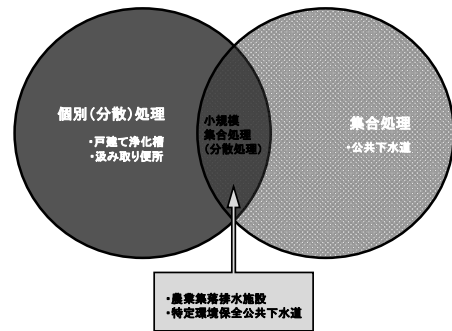 個別(分散)処理
・戸建て浄化槽
・汲み取り便所
小規模
集合処理
(分散処理)
集合処理
・公共下水道
・農業集落排水施設
・特定環境保全公共下水道